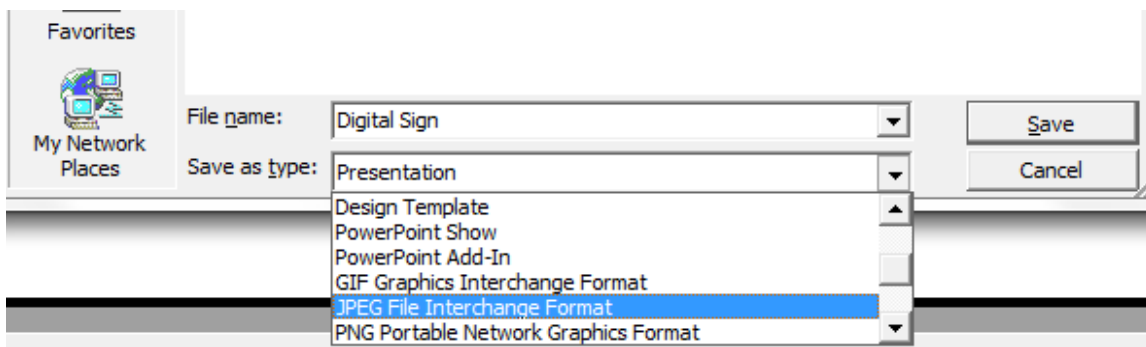 Favorites
My Network
Places
File name:
Digital Sign
Save
Save as type:
Presentation
Cancel
Design Template
PowerPoint Show
PowerPoint Add-In
GIF Graphics Interchange Format
JPEG File Interchange Format
PNG Portable Network Graphics Format